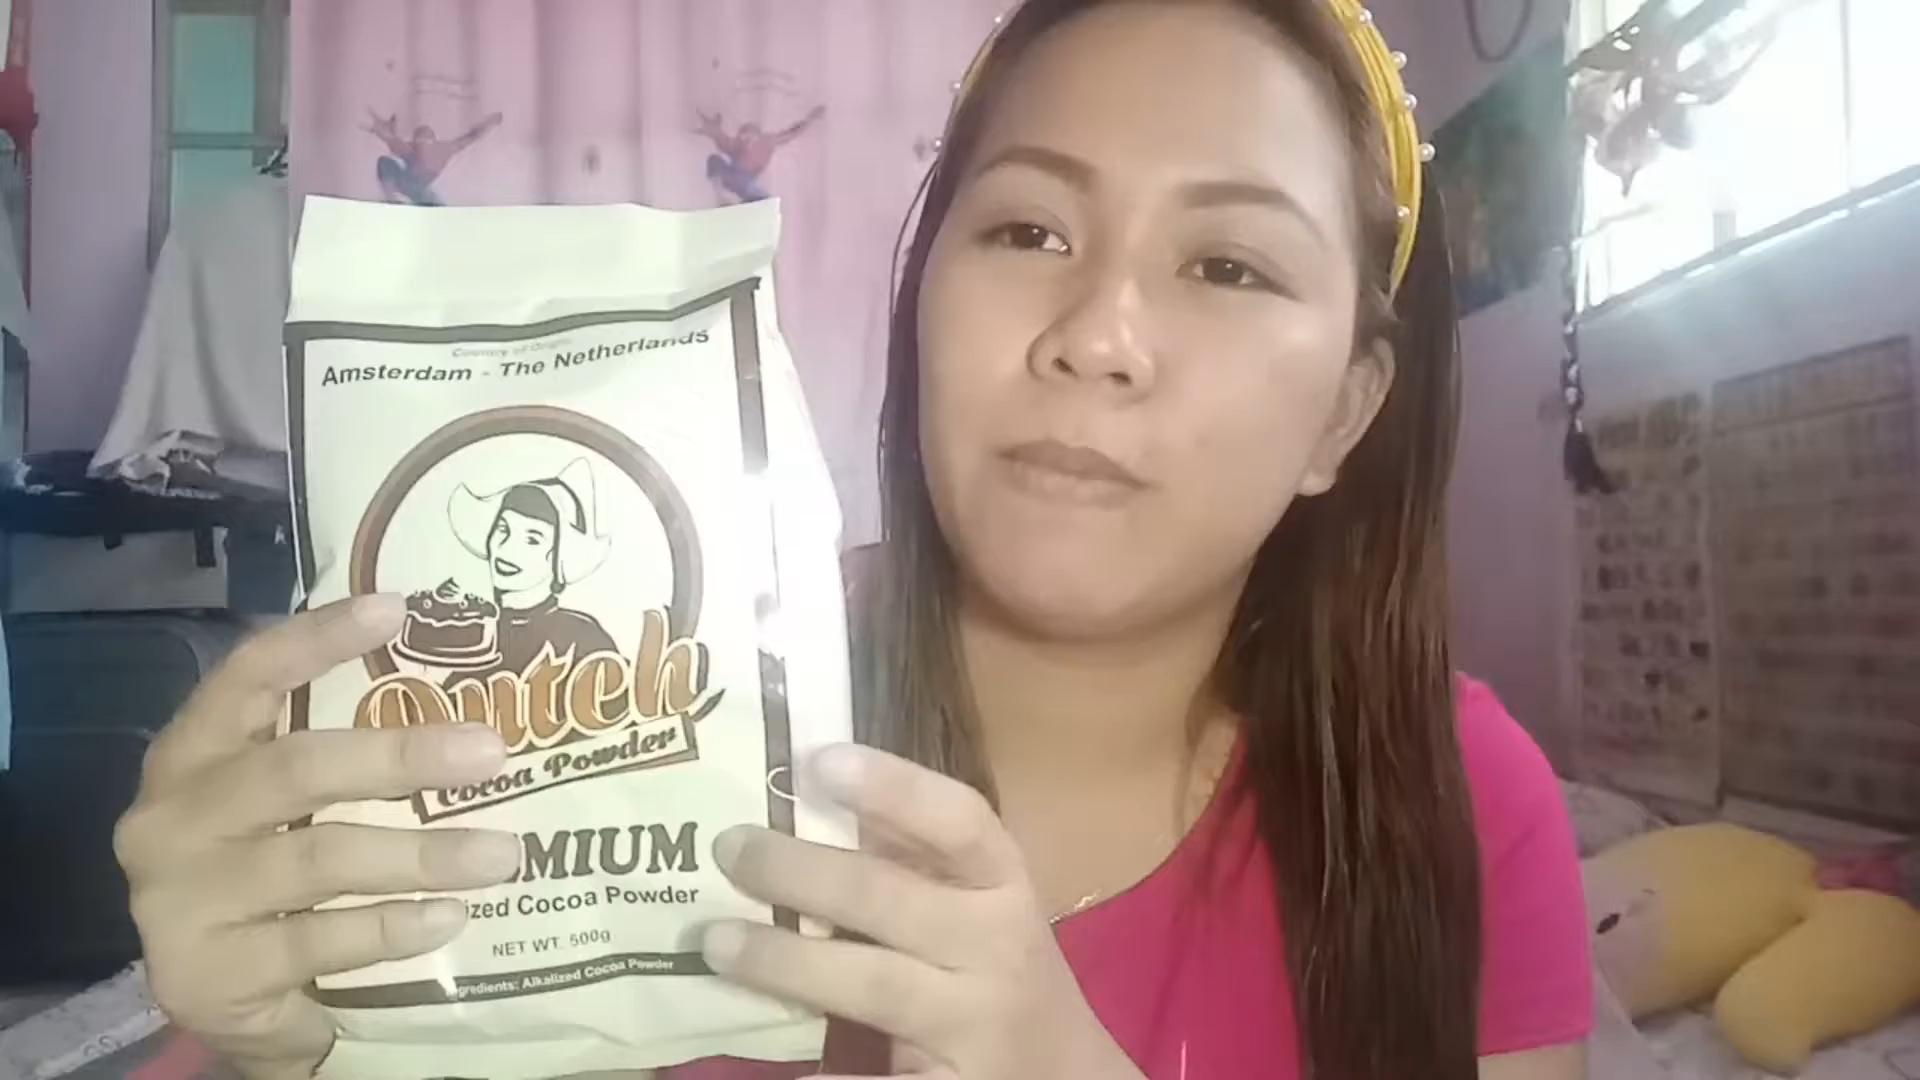 Country of Origin
Amsterdam - The Netherlands
Dutch
Cocoa Powder
MIUM
ized Cocoa Powder
NET WT. 500g
Ingredients: Alkalized Cocoa Powder